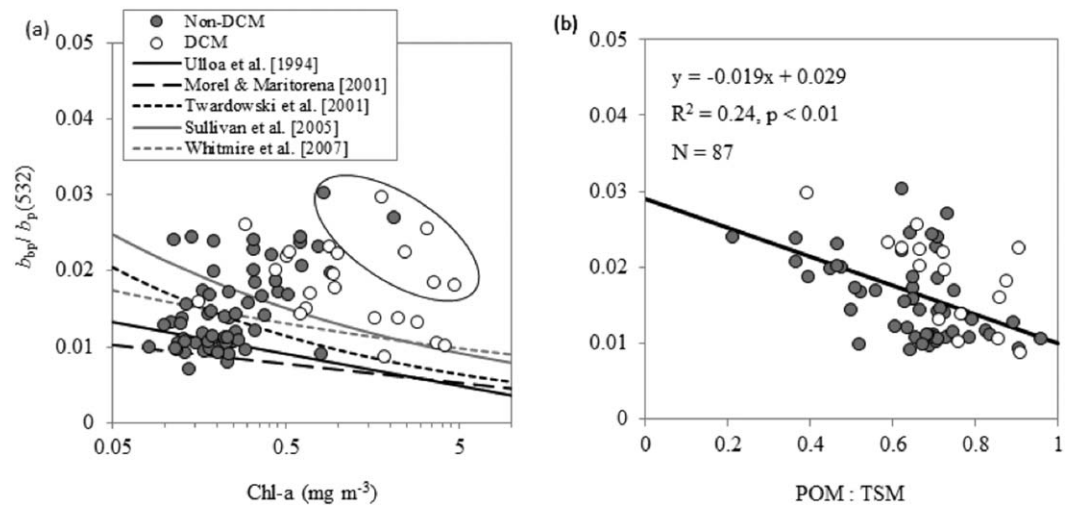 (a)
Non-DCM
DCM
Ulloa et al. [1994]
Morel & Maritorena [2001]
Twardowski et al. [2001]
Sullivan et al. [2005]
Whitmire et al. [2007]
0.05
0.04
0.03
0.02
0.01
0
b_bp/ b_p(532)
0.05
0.5
5
Chl-a (mg m⁻³)
(b)
y = -0.019x + 0.029
R² = 0.24, p < 0.01
N = 87
0.05
0.04
0.03
0.02
0.01
0
0
0.2
0.4
0.6
0.8
1
POM : TSM